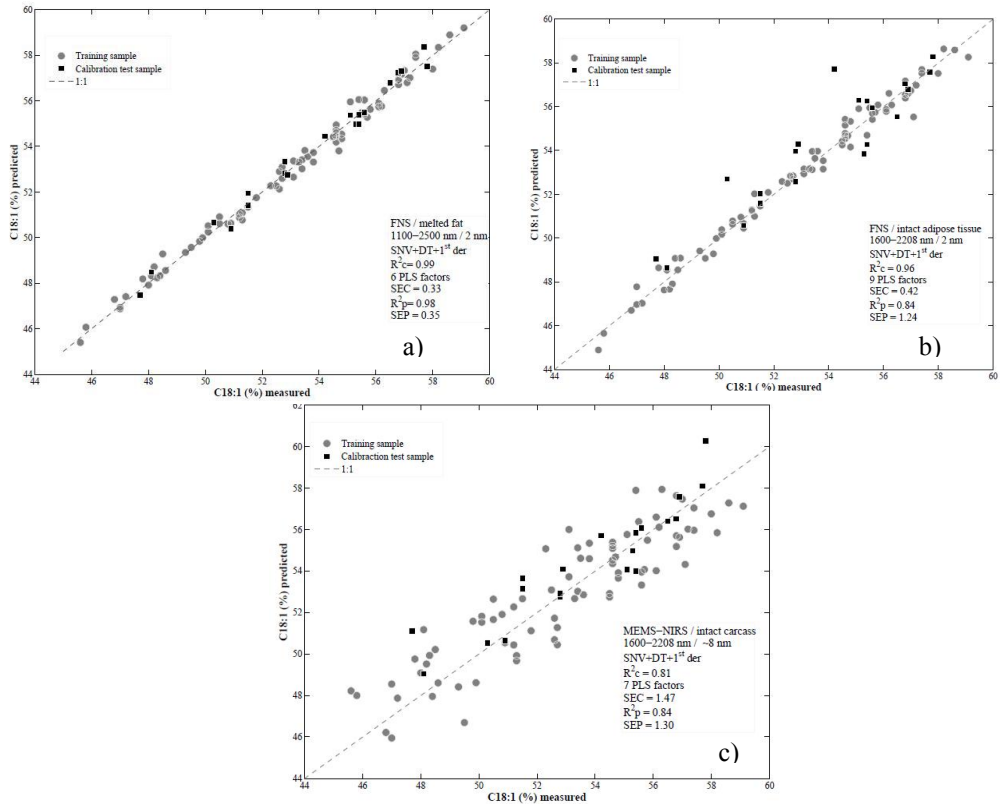 60
58
56
54
52
50
48
46
44
C18:1 (%) predicted
Training sample
Calibration test sample
1:1
FNS / melted fat
1100−2500 nm / 2 nm
SNV+DT+1st der
R2c= 0.99
6 PLS factors
SEC = 0.33
R2p= 0.98
SEP = 0.35
a)
44 46 48 50 52 54 56 58 60
C18:1 (%) measured
60
58
56
54
52
50
48
46
44
C18:1 (%) predicted
Training sample
Calibration test sample
1:1
FNS / intact adipose tissue
1600−2208 nm / 2 nm
SNV+DT+1st der
R2c = 0.96
9 PLS factors
SEC = 0.42
R2p = 0.84
SEP = 1.24
b)
44 46 48 50 52 54 56 58 60
C18:1 ( %) measured
62
60
58
56
54
52
50
48
46
44
C18:1 (%) predicted
Training sample
Calibraction test sample
1:1
MEMS−NIRS / intact carcass
1600−2208 nm / ~8 nm
SNV+DT+1st der
R2c = 0.81
7 PLS factors
SEC = 1.47
R2p = 0.84
SEP = 1.30
c)
44 46 48 50 52 54 56 58 60
C18:1 (%) measured